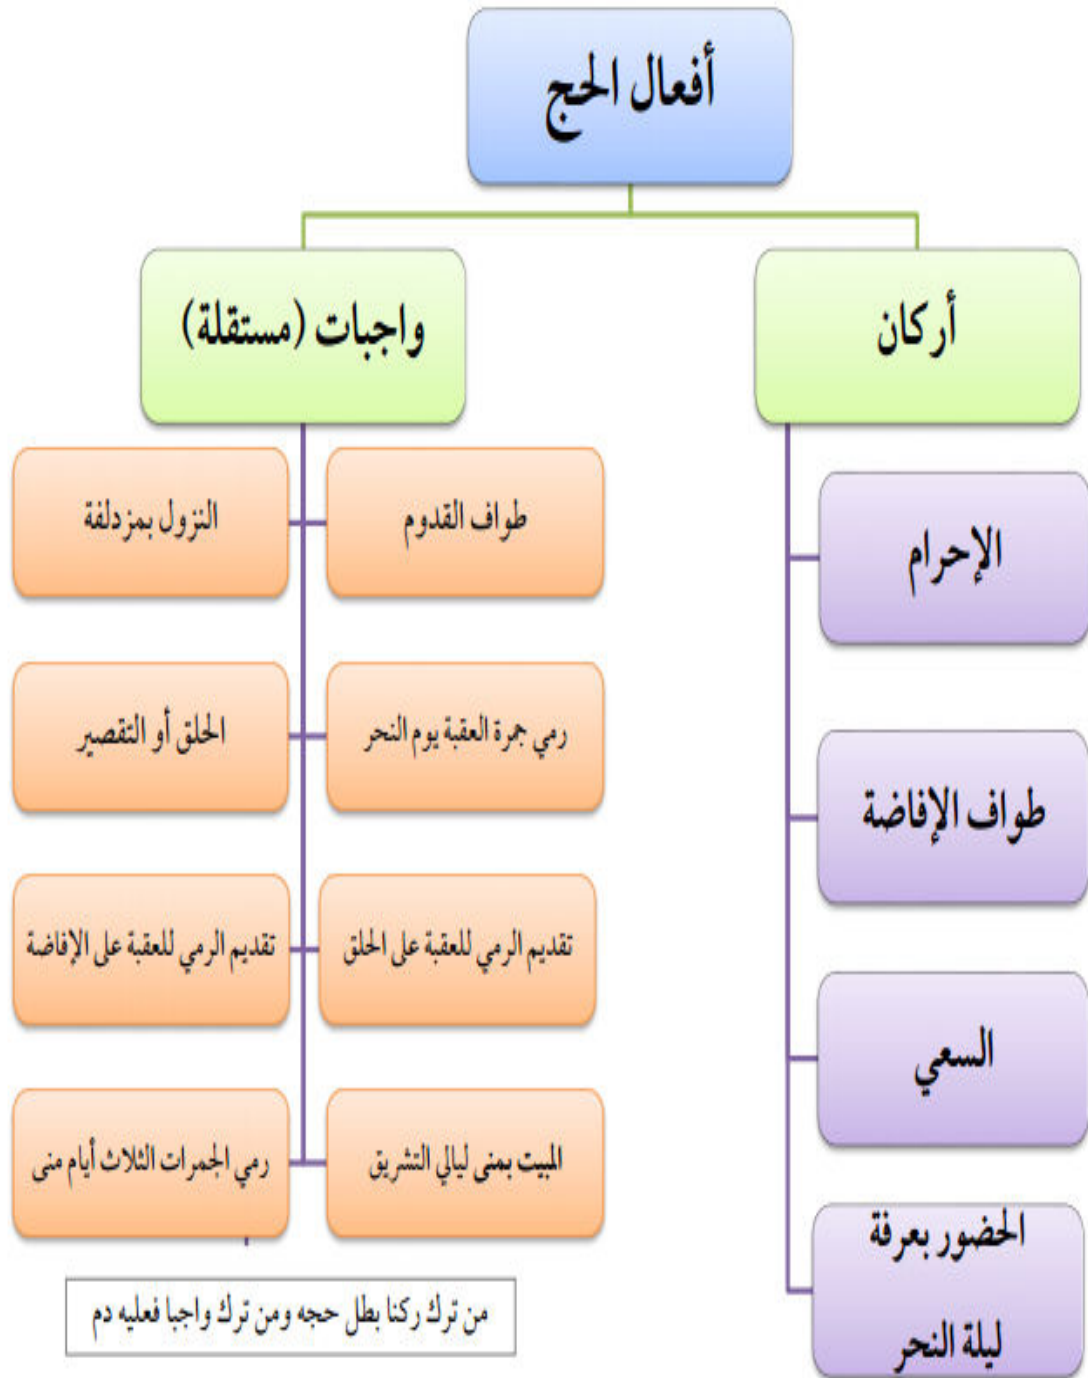 أفعال الحج
أركان
واجبات (مستقلة)
الإحرام
طواف الإفاضة
السعي
الحضور بعرفة
ليلة النحر
طواف القدوم
النزول بمزدلفة
رمي جمرة العقبة يوم النحر
الحلق أو التقصير
تقديم الرمي للعقبة على الحلق
تقديم الرمي للعقبة على الإفاضة
المبيت بمنى ليالي التشريق
رمي الجمرات الثلاث أيام منى
من ترك ركنا بطل حجه ومن ترك واجبا فعليه دم